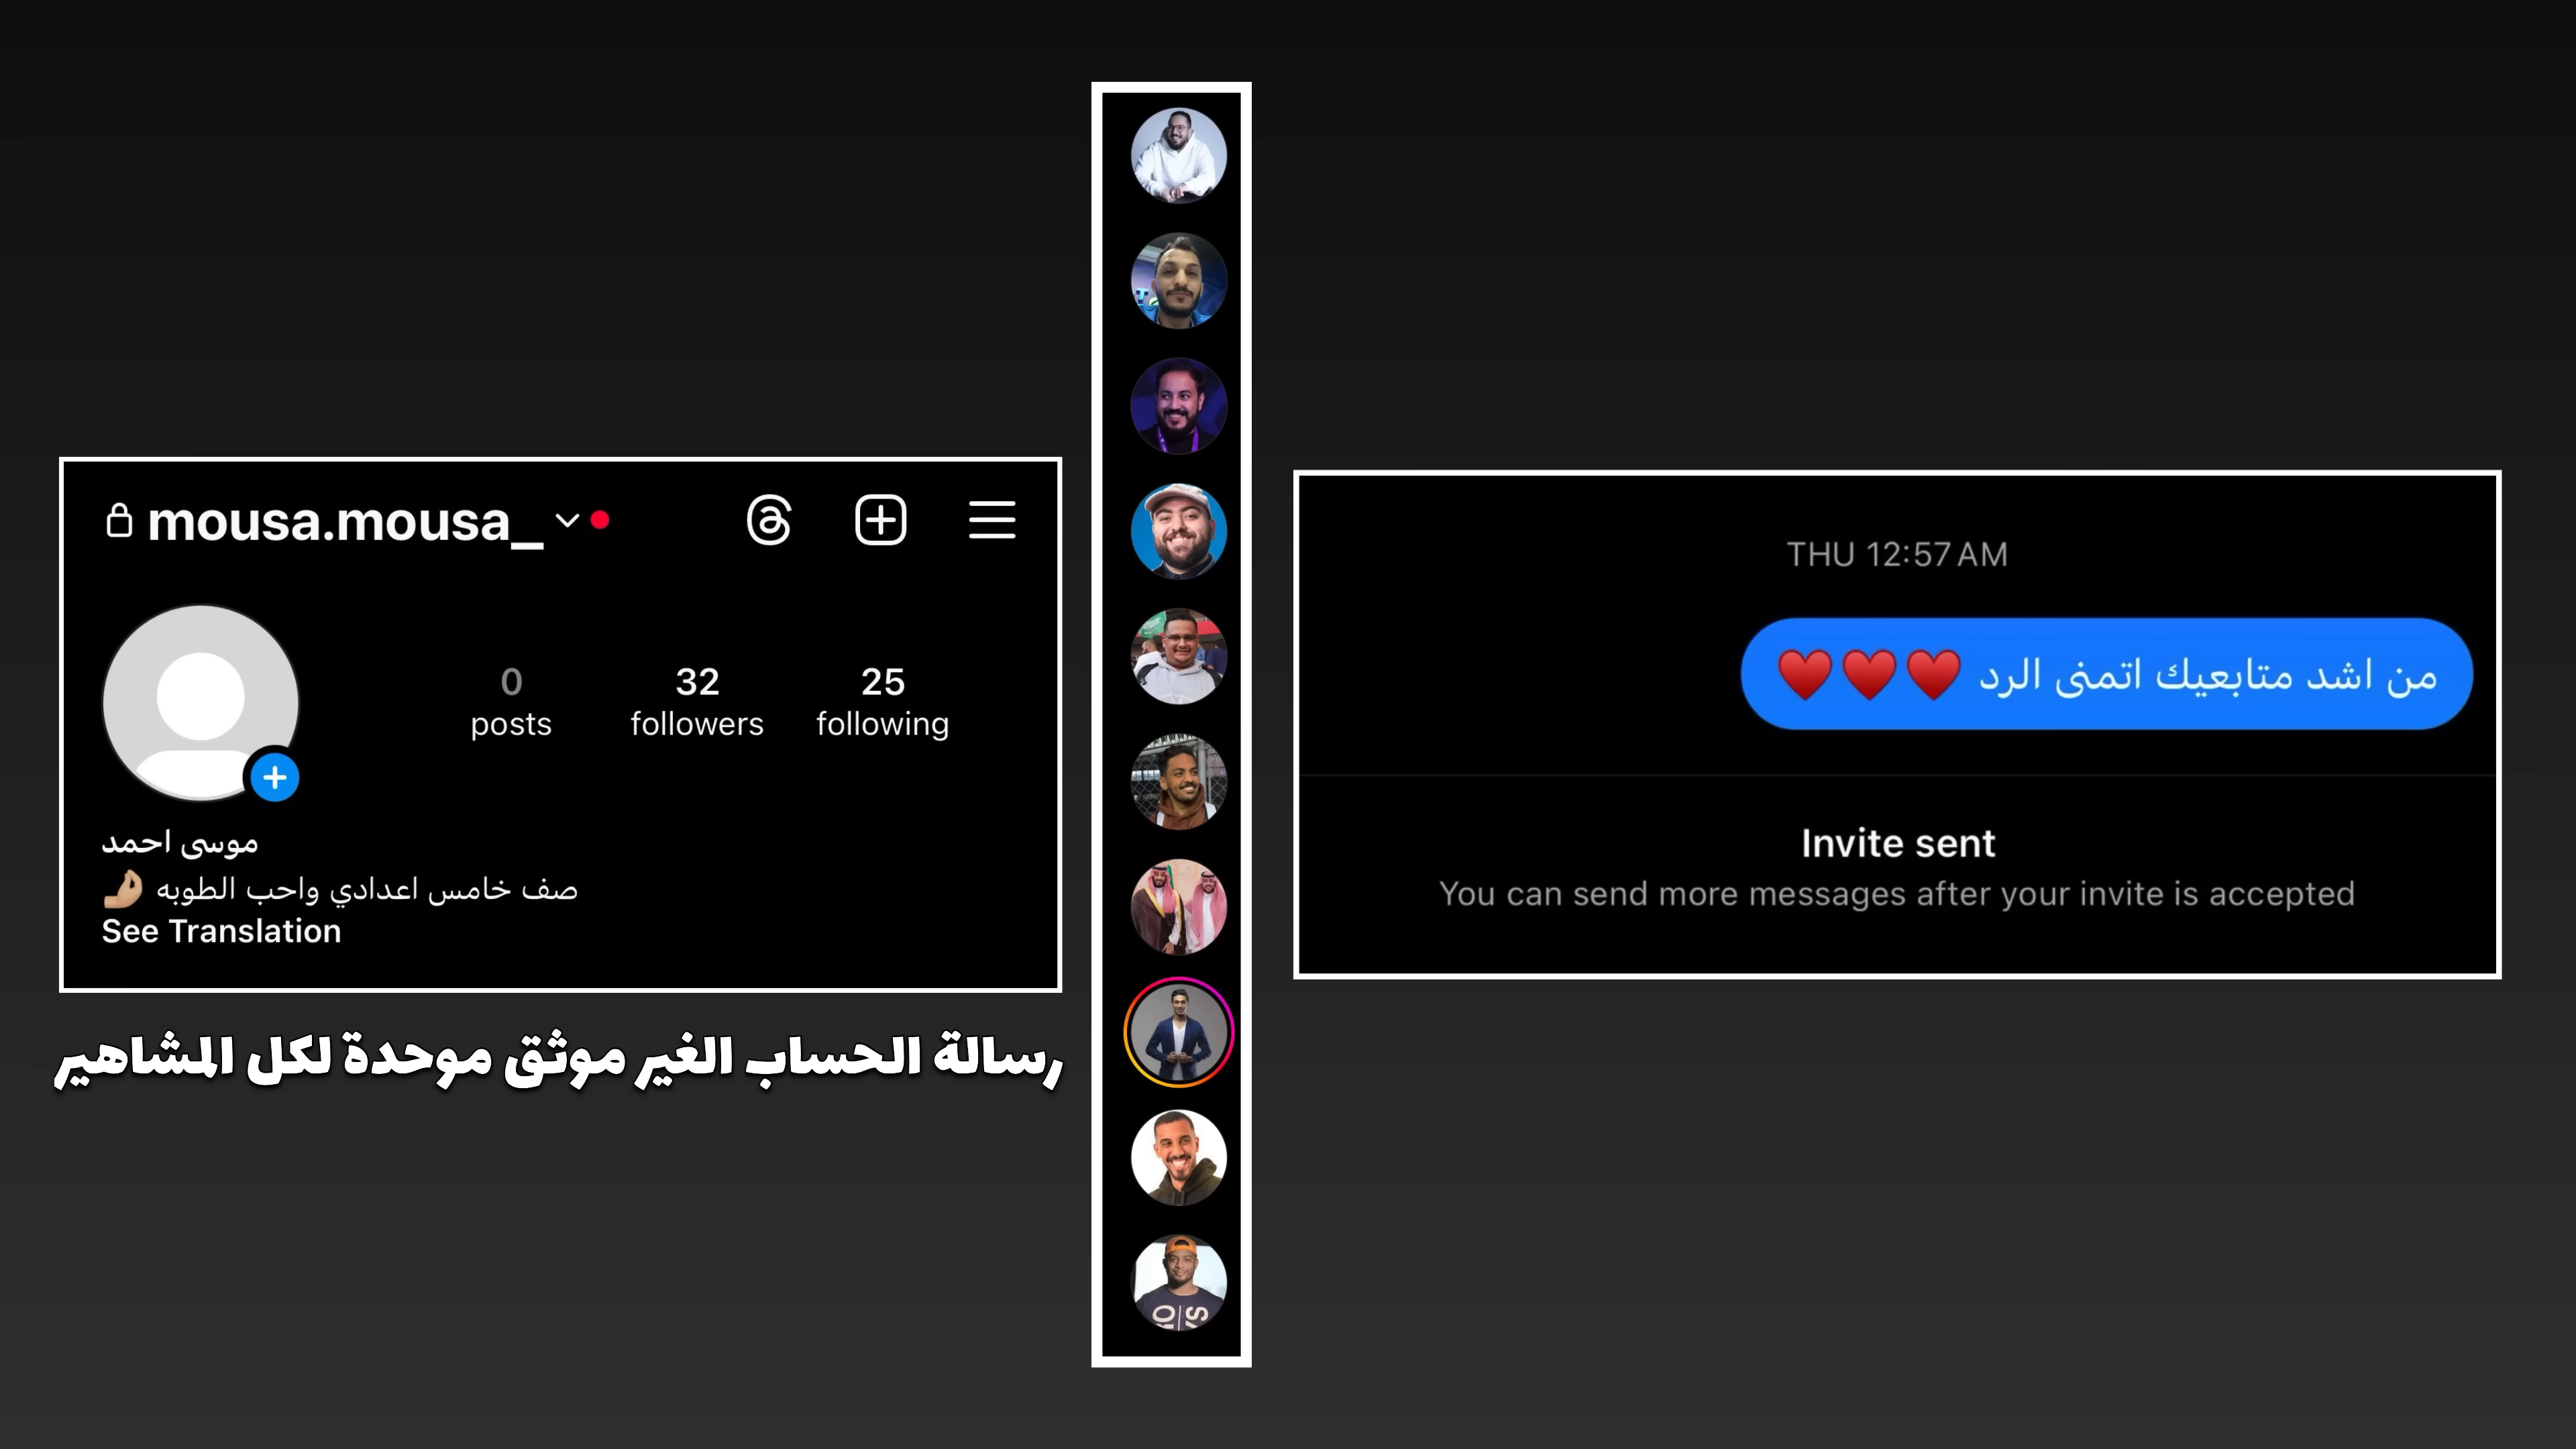 mousa.mousa_
0 posts
32 followers
25 following
موسى احمد
صف خامس اعدادي واحب الطوبه 🤌🏼
See Translation
رسالة الحساب الغير موثق موحدة لكل المشاهير
THU 12:57 AM
من اشد متابعيك اتمنى الرد ♥️♥️♥️
Invite sent
You can send more messages after your invite is accepted